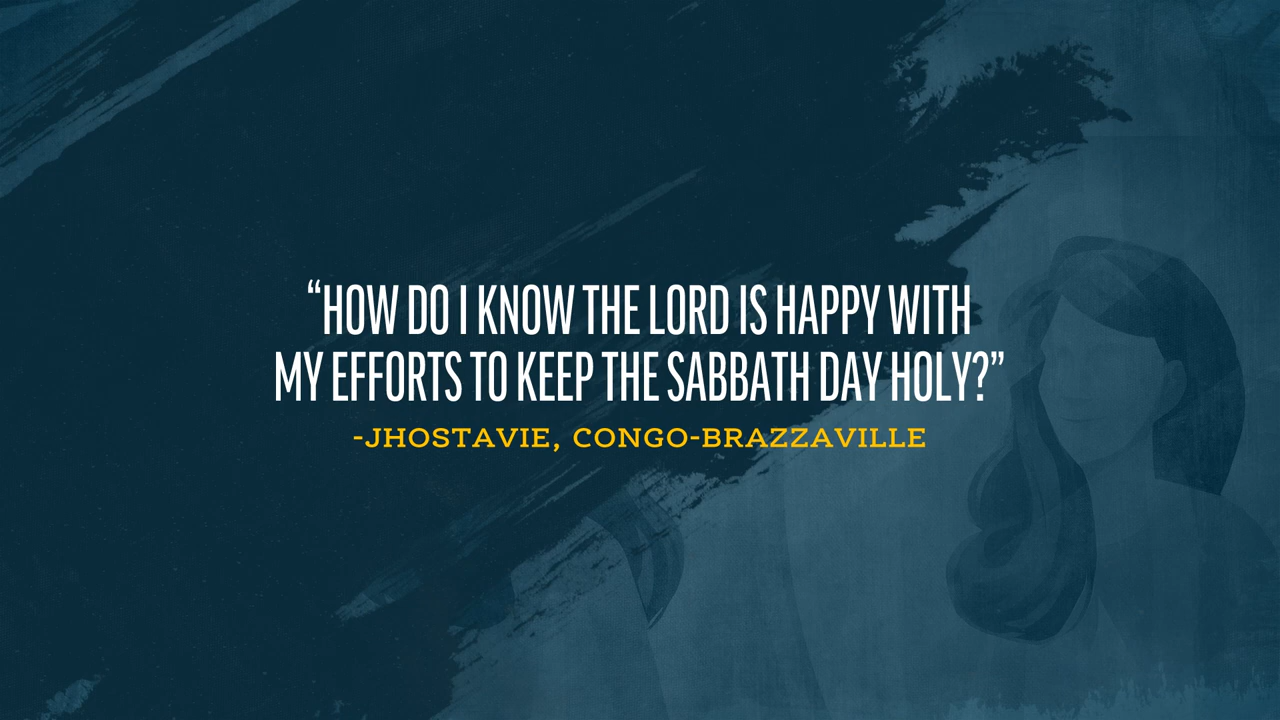 “HOW DO I KNOW THE LORD IS HAPPY WITH
MY EFFORTS TO KEEP THE SABBATH DAY HOLY?”
-JHOSTAVIE, CONGO-BRAZZAVILLE